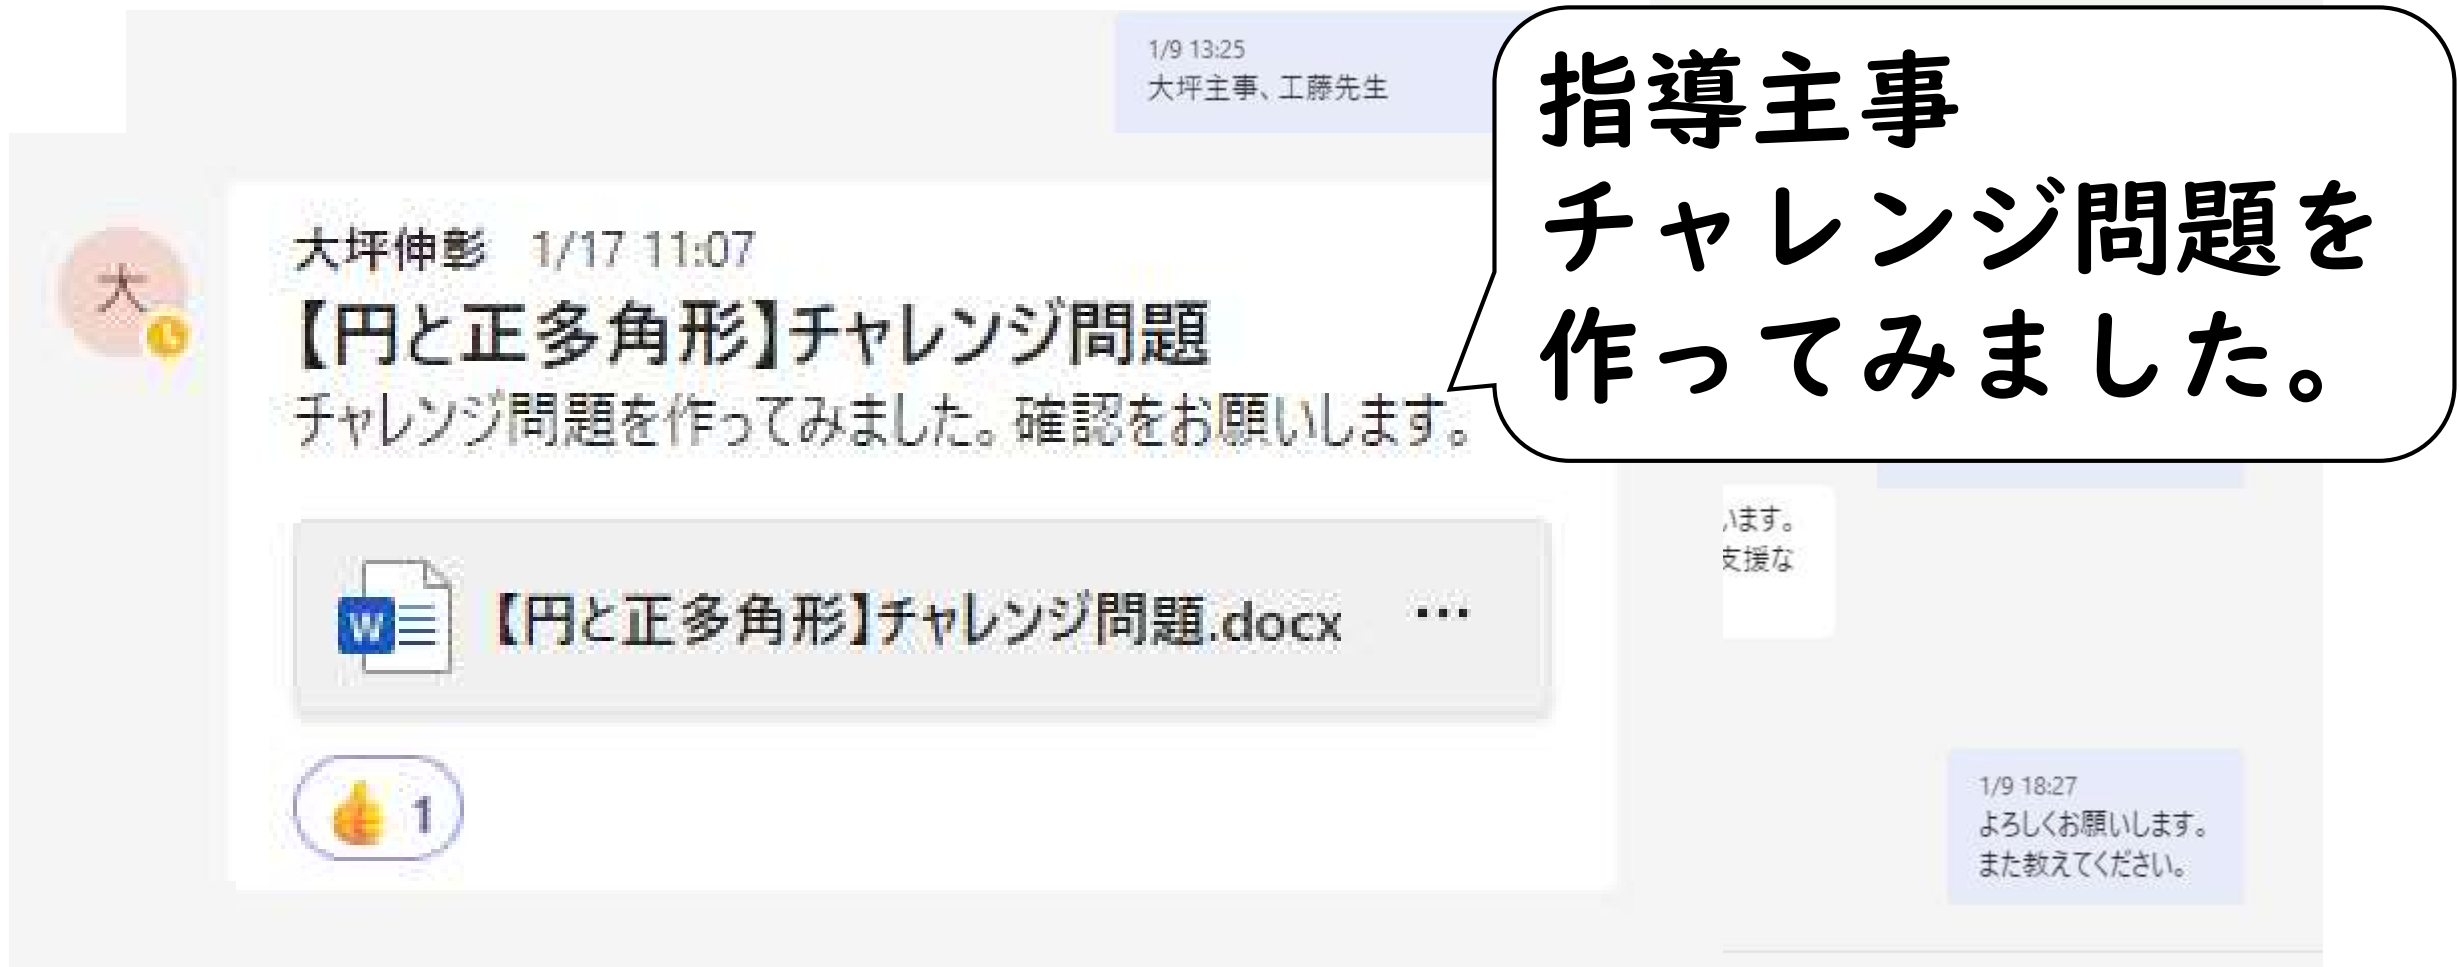 1/9 13:25
大坪主事、工藤先生
指導主事
チャレンジ問題を
作ってみました。
大
大坪伸彰 1/17 11:07
【円と正多角形】チャレンジ問題
チャレンジ問題を作ってみました。確認をお願いします。
います。
支援な
W
【円と正多角形】チャレンジ問題.docx …
👍 1
1/9 18:27
よろしくお願いします。
また教えてください。